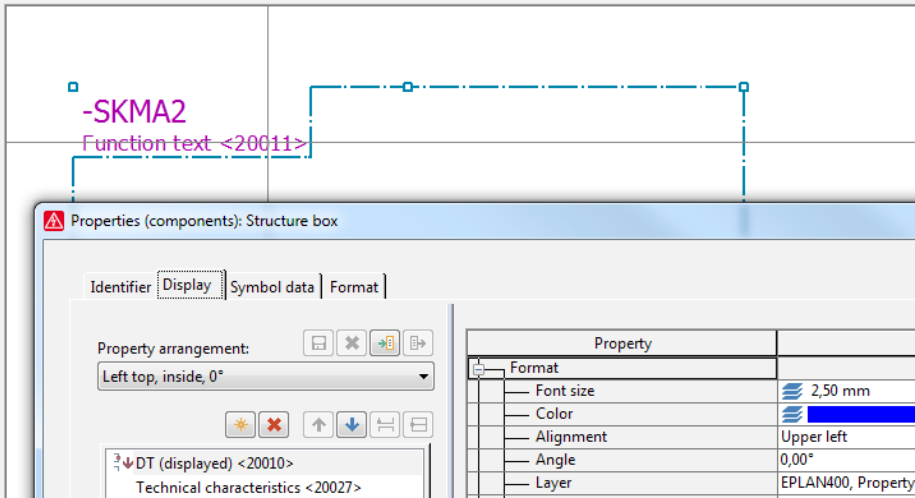 -SKMA2
Function text <20011>
Properties (components): Structure box
Identifier Display Symbol data Format
Property arrangement:
Left top, inside, 0°
DT (displayed) <20010>
Technical characteristics <20027>
Property
Format
Font size 2,50 mm
Color
Alignment Upper left
Angle 0,00°
Layer EPLAN400, Property